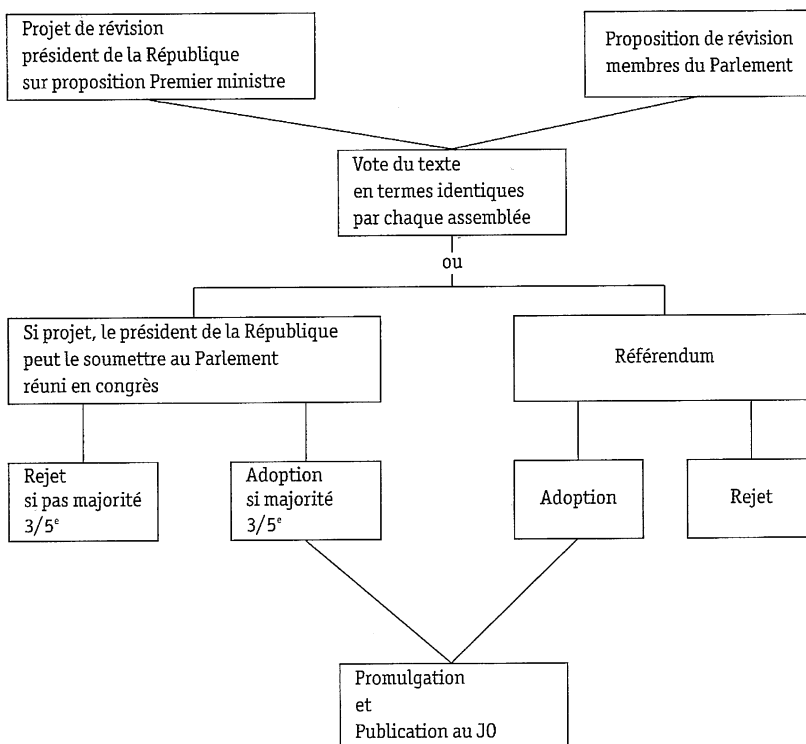 Projet de révision
président de la République
sur proposition Premier ministre
Proposition de révision
membres du Parlement
Vote du texte
en termes identiques
par chaque assemblée
ou
Si projet, le président de la République
peut le soumettre au Parlement
réuni en congrès
Référendum
Rejet
si pas majorité
3/5ᵉ
Adoption
si majorité
3/5ᵉ
Adoption
Rejet
Promulgation
et
Publication au JO